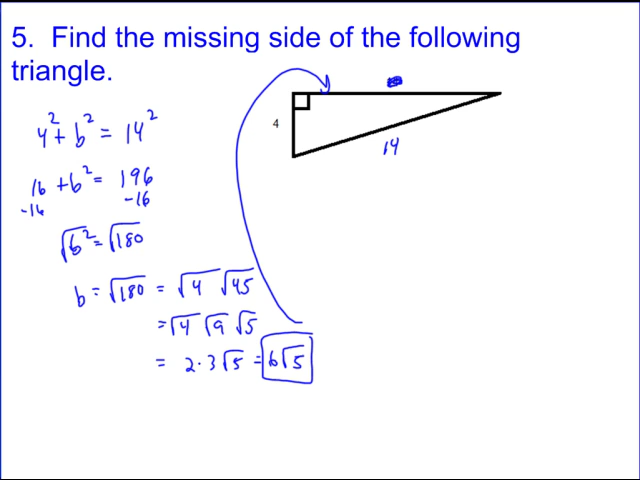 5. Find the missing side of the following
triangle.
4
14
4² + b² = 14²
16 + b² = 196
-16 -16
√b² = √180
b = √180 = √4 √45
= √4 √9 √5
= 2·3√5 = 6√5